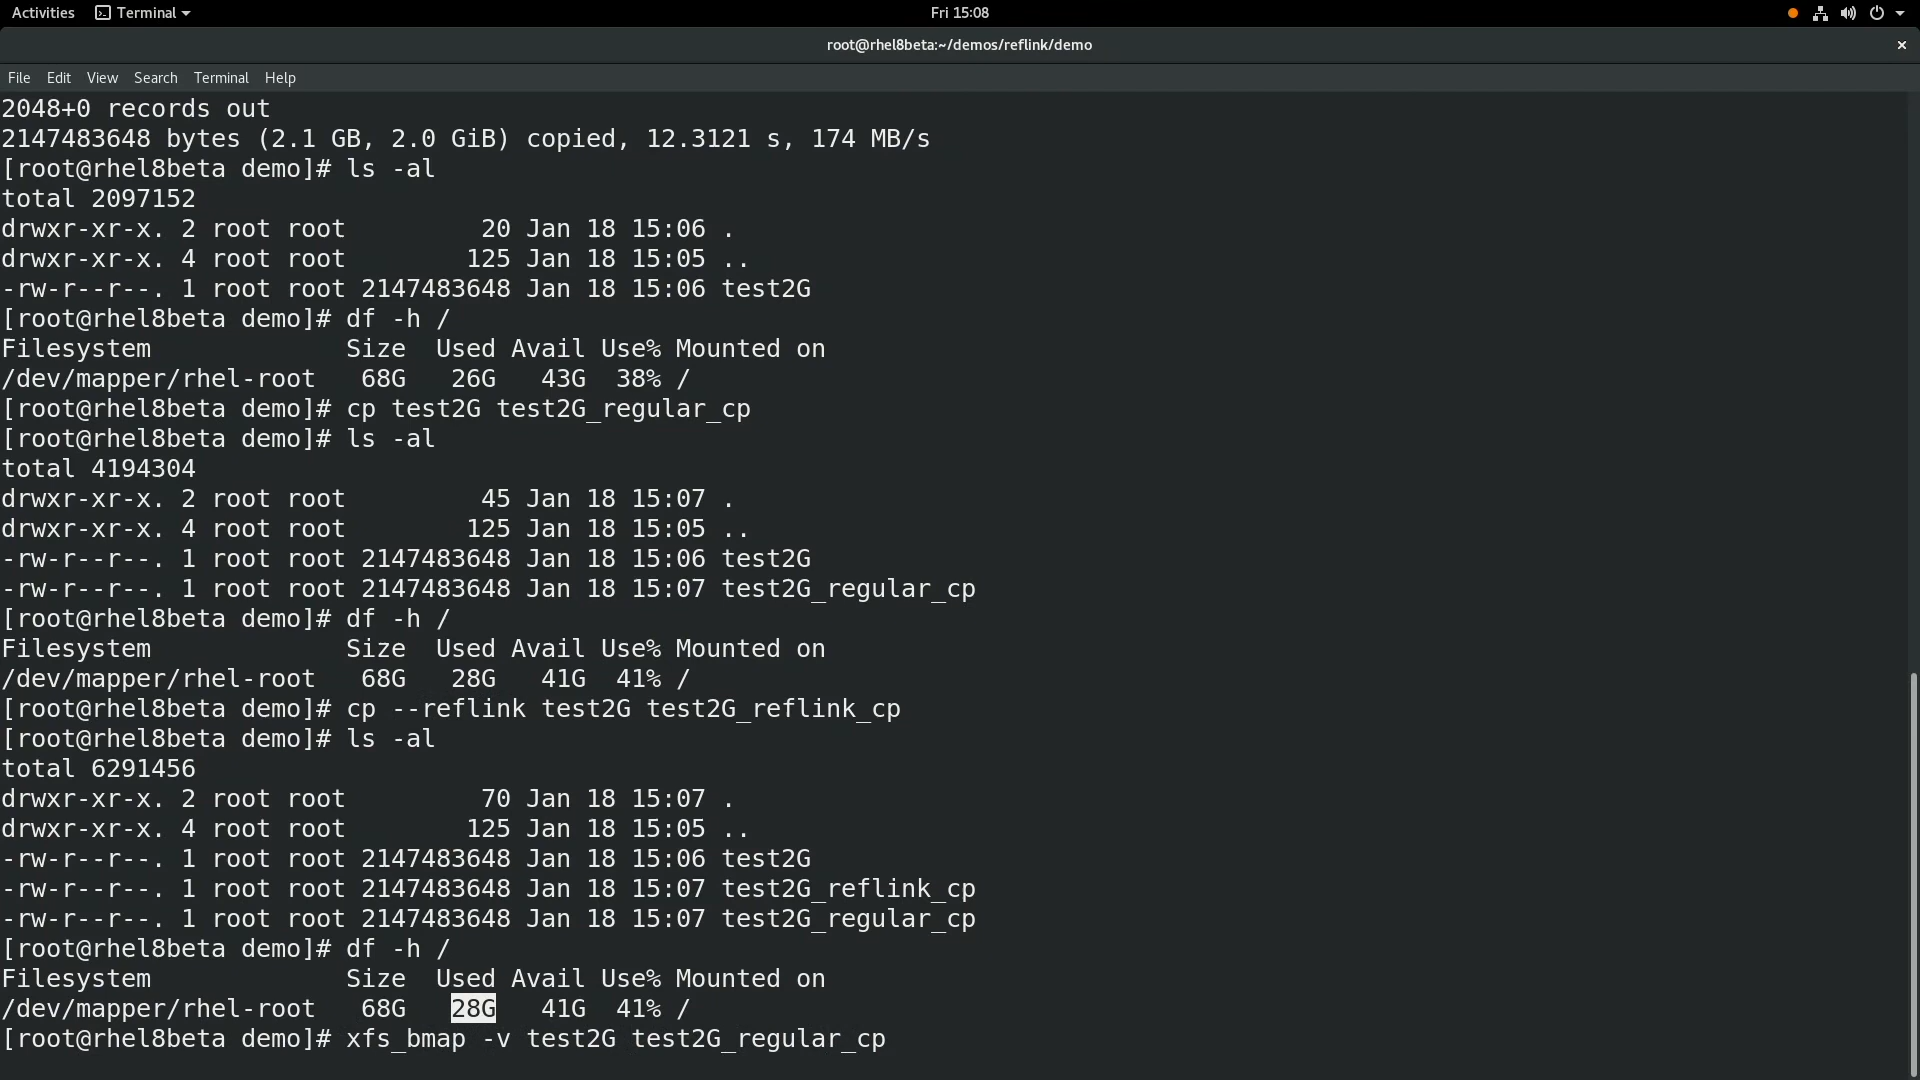 Activities Terminal Fri 15:08
root@rhel8beta:~/demos/reflink/demo ×
File Edit View Search Terminal Help
2048+0 records out
2147483648 bytes (2.1 GB, 2.0 GiB) copied, 12.3121 s, 174 MB/s
[root@rhel8beta demo]# ls -al
total 2097152
drwxr-xr-x. 2 root root         20 Jan 18 15:06 .
drwxr-xr-x. 4 root root        125 Jan 18 15:05 ..
-rw-r--r--. 1 root root 2147483648 Jan 18 15:06 test2G
[root@rhel8beta demo]# df -h /
Filesystem             Size  Used Avail Use% Mounted on
/dev/mapper/rhel-root   68G   26G   43G  38% /
[root@rhel8beta demo]# cp test2G test2G_regular_cp
[root@rhel8beta demo]# ls -al
total 4194304
drwxr-xr-x. 2 root root         45 Jan 18 15:07 .
drwxr-xr-x. 4 root root        125 Jan 18 15:05 ..
-rw-r--r--. 1 root root 2147483648 Jan 18 15:06 test2G
-rw-r--r--. 1 root root 2147483648 Jan 18 15:07 test2G_regular_cp
[root@rhel8beta demo]# df -h /
Filesystem             Size  Used Avail Use% Mounted on
/dev/mapper/rhel-root   68G   28G   41G  41% /
[root@rhel8beta demo]# cp --reflink test2G test2G_reflink_cp
[root@rhel8beta demo]# ls -al
total 6291456
drwxr-xr-x. 2 root root         70 Jan 18 15:07 .
drwxr-xr-x. 4 root root        125 Jan 18 15:05 ..
-rw-r--r--. 1 root root 2147483648 Jan 18 15:06 test2G
-rw-r--r--. 1 root root 2147483648 Jan 18 15:07 test2G_reflink_cp
-rw-r--r--. 1 root root 2147483648 Jan 18 15:07 test2G_regular_cp
[root@rhel8beta demo]# df -h /
Filesystem             Size  Used Avail Use% Mounted on
/dev/mapper/rhel-root   68G   28G   41G  41% /
[root@rhel8beta demo]# xfs_bmap -v test2G test2G_regular_cp